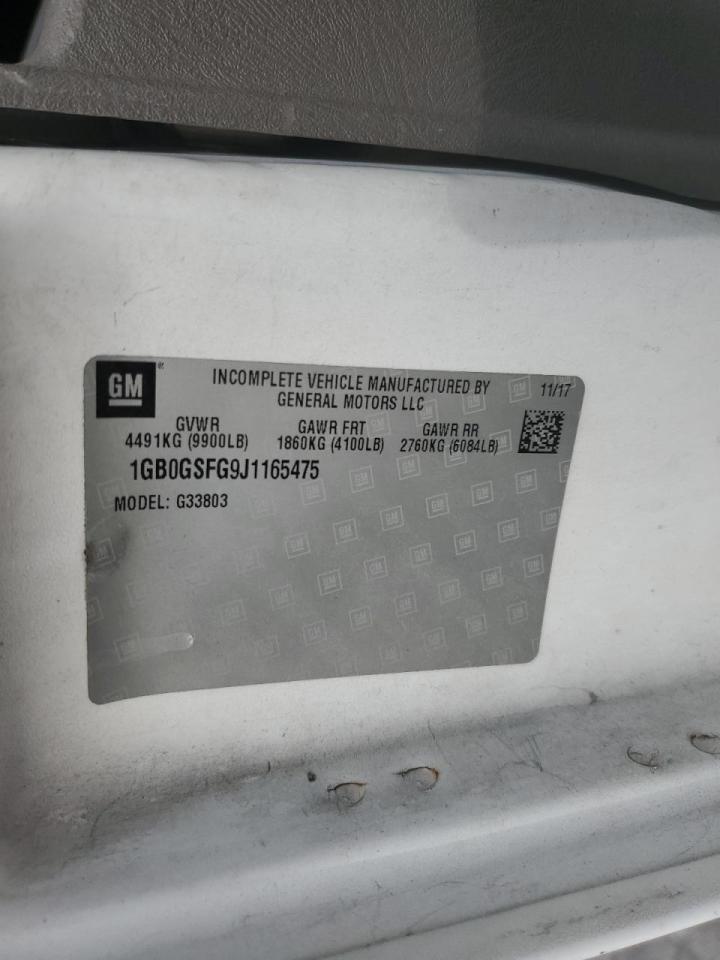 GM®
INCOMPLETE VEHICLE MANUFACTURED BY
GENERAL MOTORS LLC
11/17
GVWR GAWR FRT GAWR RR
4491KG (9900LB) 1860KG (4100LB) 2760KG (6084LB)
1GB0GSFG9J1165475
MODEL: G33803